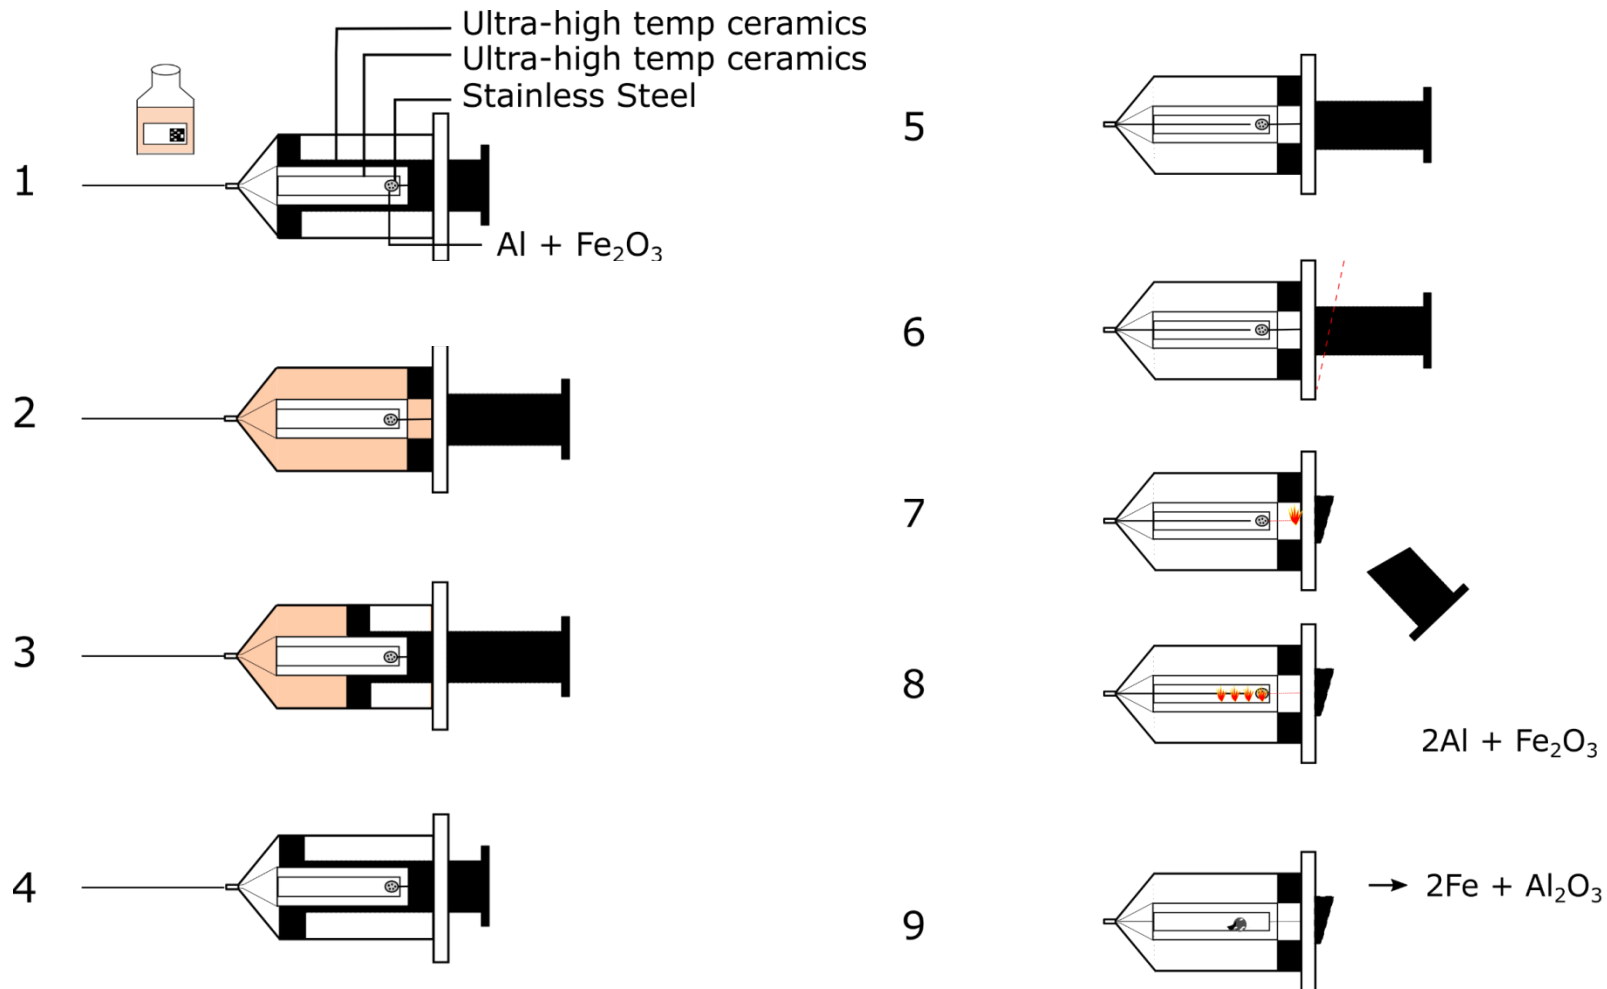 Ultra-high temp ceramics
Ultra-high temp ceramics
Stainless Steel
1
Al + Fe₂O₃
2
3
4
5
6
7
8
2Al + Fe₂O₃
9
→ 2Fe + Al₂O₃